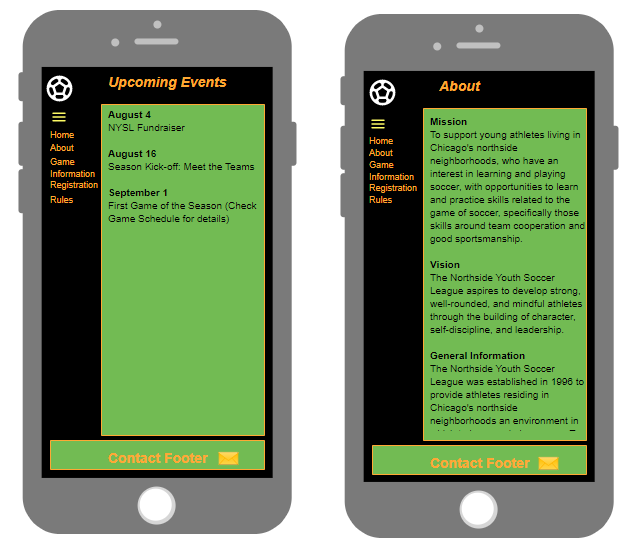 Upcoming Events
Home
About
Game
Information
Registration
Rules
August 4
NYSL Fundraiser
August 16
Season Kick-off: Meet the Teams
September 1
First Game of the Season (Check
Game Schedule for details)
Contact Footer
About
Home
About
Game
Information
Registration
Rules
Mission
To support young athletes living in
Chicago's northside
neighborhoods, who have an
interest in learning and playing
soccer, with opportunities to learn
and practice skills related to the
game of soccer, specifically those
skills around team cooperation and
good sportsmanship.
Vision
The Northside Youth Soccer
League aspires to develop strong,
well-rounded, and mindful athletes
through the building of character,
self-discipline, and leadership.
General Information
The Northside Youth Soccer
League was established in 1996 to
provide athletes residing in
Chicago's northside
neighborhoods an environment in
Contact Footer